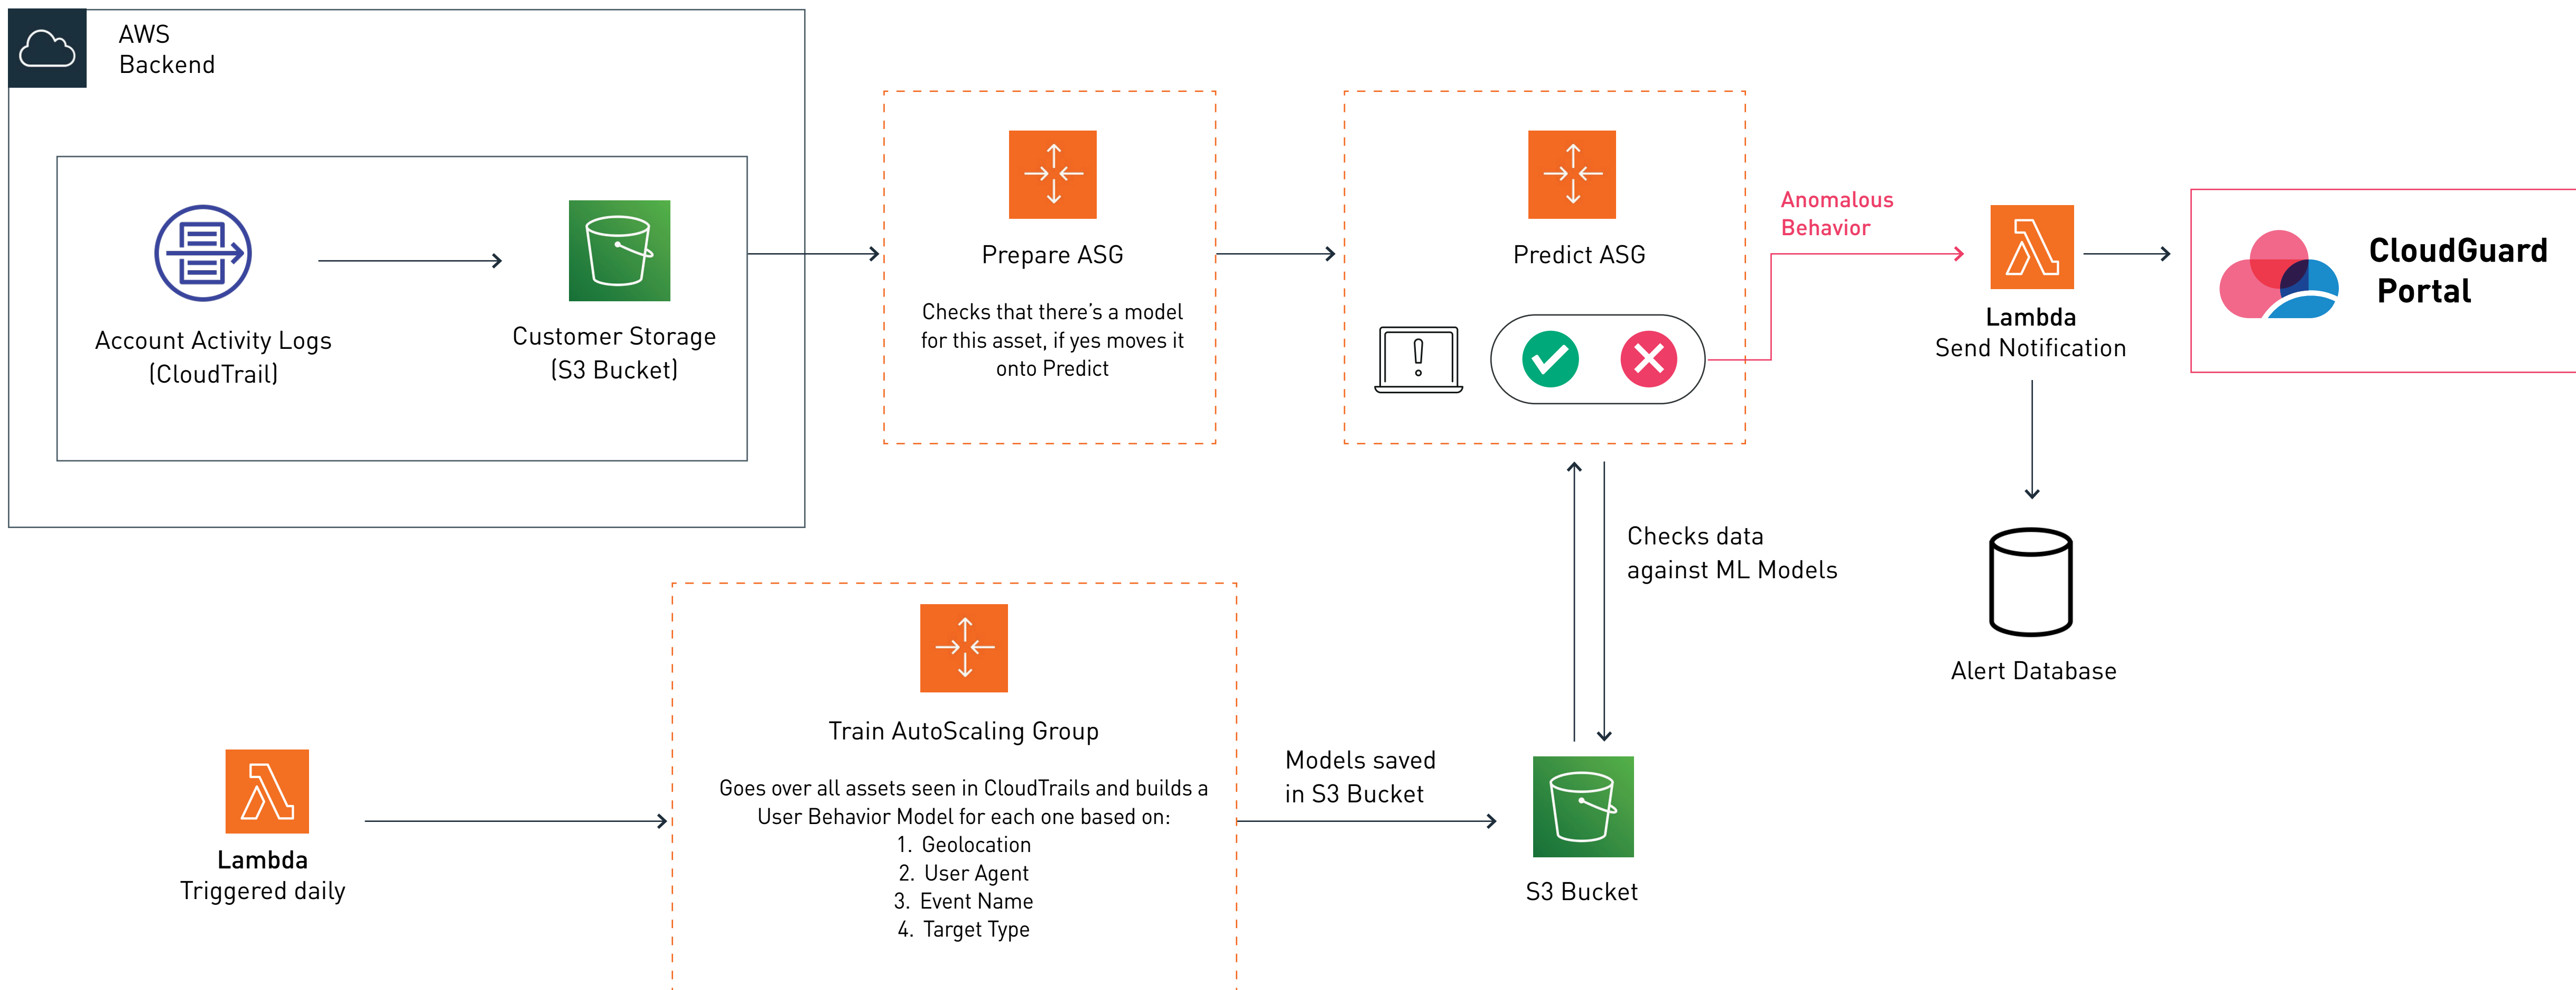 AWS
Backend
Account Activity Logs
(CloudTrail)
Customer Storage
(S3 Bucket)
Prepare ASG
Checks that there’s a model
for this asset, if yes moves it
onto Predict
Predict ASG
!
Anomalous
Behavior
Lambda
Send Notification
CloudGuard
Portal
Checks data
against ML Models
Alert Database
Lambda
Triggered daily
Train AutoScaling Group
Goes over all assets seen in CloudTrails and builds a
User Behavior Model for each one based on:
1. Geolocation
2. User Agent
3. Event Name
4. Target Type
Models saved
in S3 Bucket
S3 Bucket